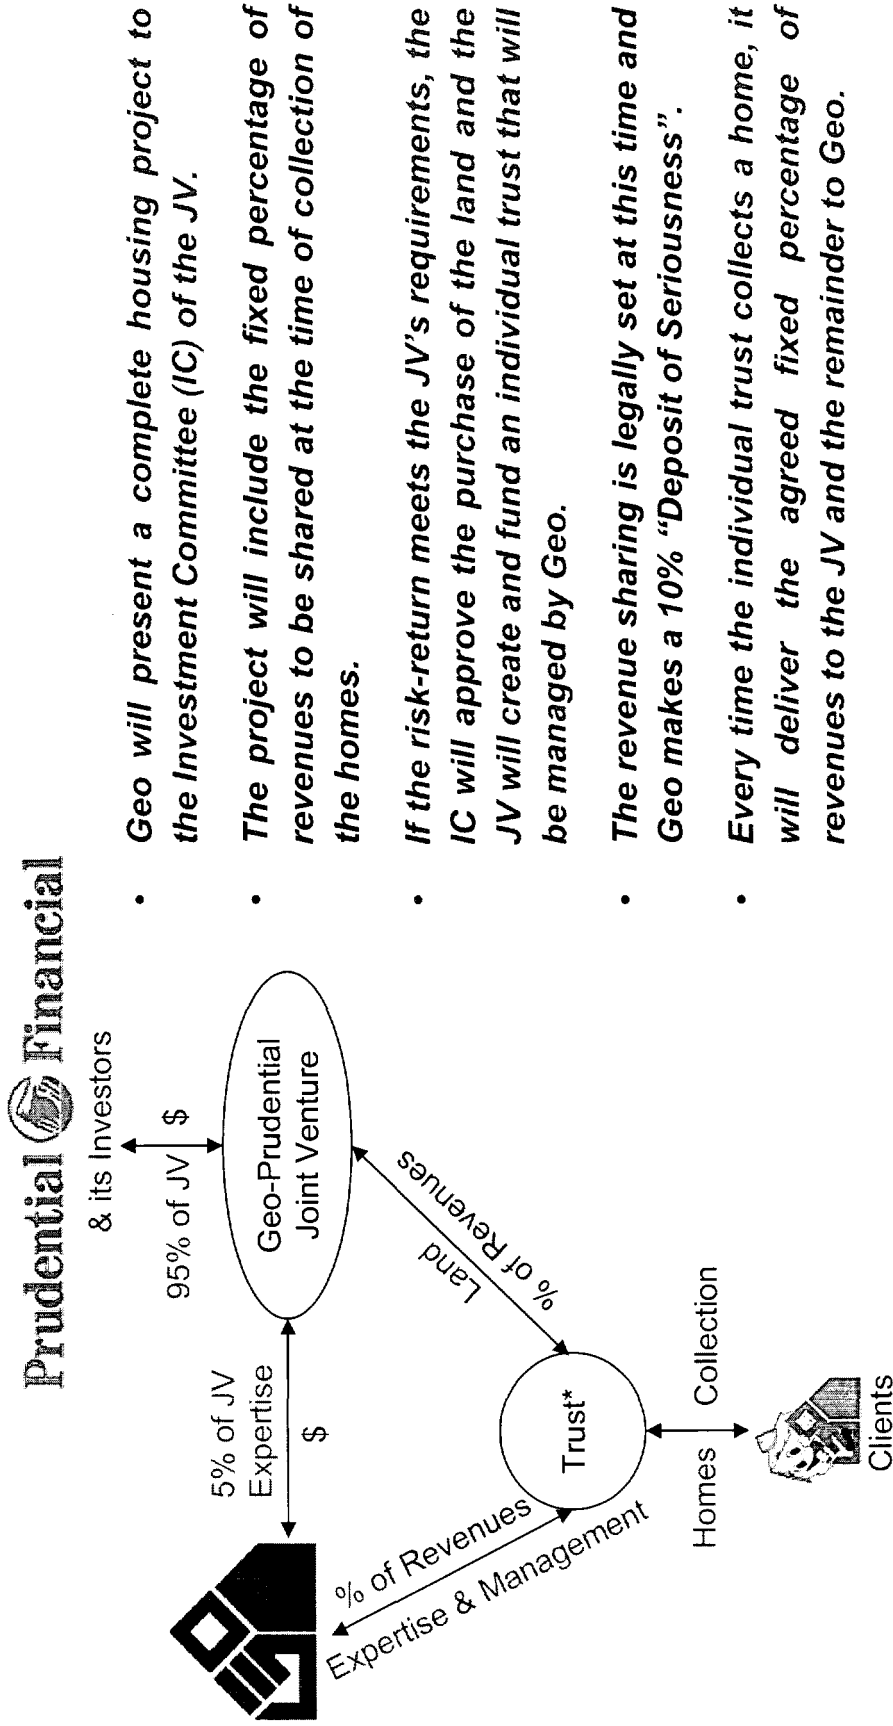 Prudential Financial
& its Investors
95% of JV $
Geo-Prudential
Joint Venture
5% of JV
Expertise
$
Land
% of Revenues
% of Revenues
Expertise & Management
Trust*
Homes Collection
Clients
• Geo will present a complete housing project to
the Investment Committee (IC) of the JV.
• The project will include the fixed percentage of
revenues to be shared at the time of collection of
the homes.
• If the risk-return meets the JV's requirements, the
IC will approve the purchase of the land and the
JV will create and fund an individual trust that will
be managed by Geo.
• The revenue sharing is legally set at this time and
Geo makes a 10% “Deposit of Seriousness”.
• Every time the individual trust collects a home, it
will deliver the agreed fixed percentage of
revenues to the JV and the remainder to Geo.